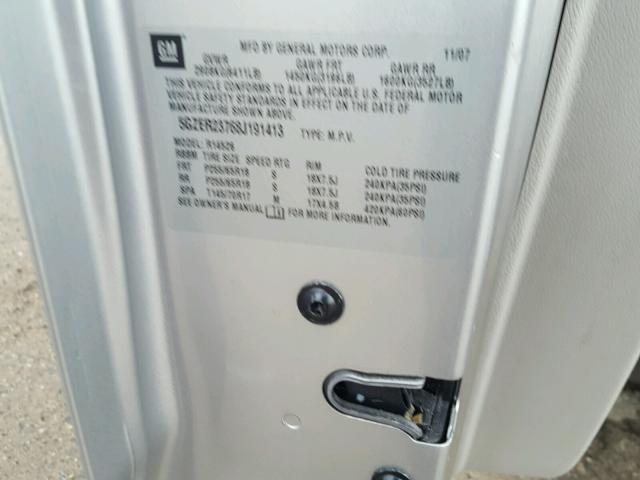 GM
MFD BY GENERAL MOTORS CORP. 11/07
GVWR GAWR FRT GAWR RR
2908KG(6411LB) 1450KG(3196LB) 1600KG(3527LB)
THIS VEHICLE CONFORMS TO ALL APPLICABLE U.S. FEDERAL MOTOR
VEHICLE SAFETY STANDARDS IN EFFECT ON THE DATE OF
MANUFACTURE SHOWN ABOVE.
5GZER23768J191413 TYPE: M.P.V.
MODEL: R14526
TIRE SIZE SPEED RTG RIM COLD TIRE PRESSURE
FRT P255/65R18 S 18X7.5J 240KPA(35PSI)
RR P255/65R18 S 18X7.5J 240KPA(35PSI)
SPA T145/70R17 M 17X4.5B 420KPA(60PSI)
SEE OWNER'S MANUAL FOR MORE INFORMATION.